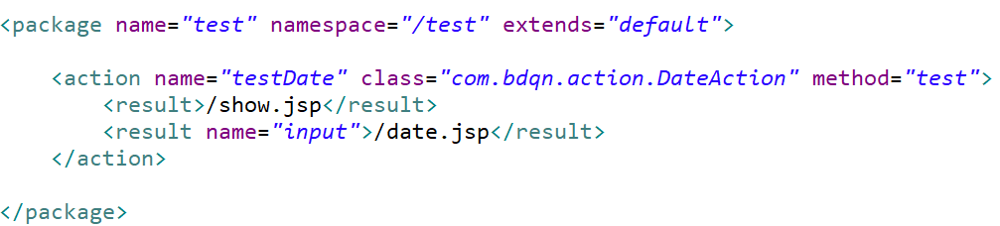 <package name="test" namespace="/test" extends="default">
<action name="testDate" class="com.bdqn.action.DateAction" method="test">
<result>/show.jsp</result>
<result name="input">/date.jsp</result>
</action>
</package>